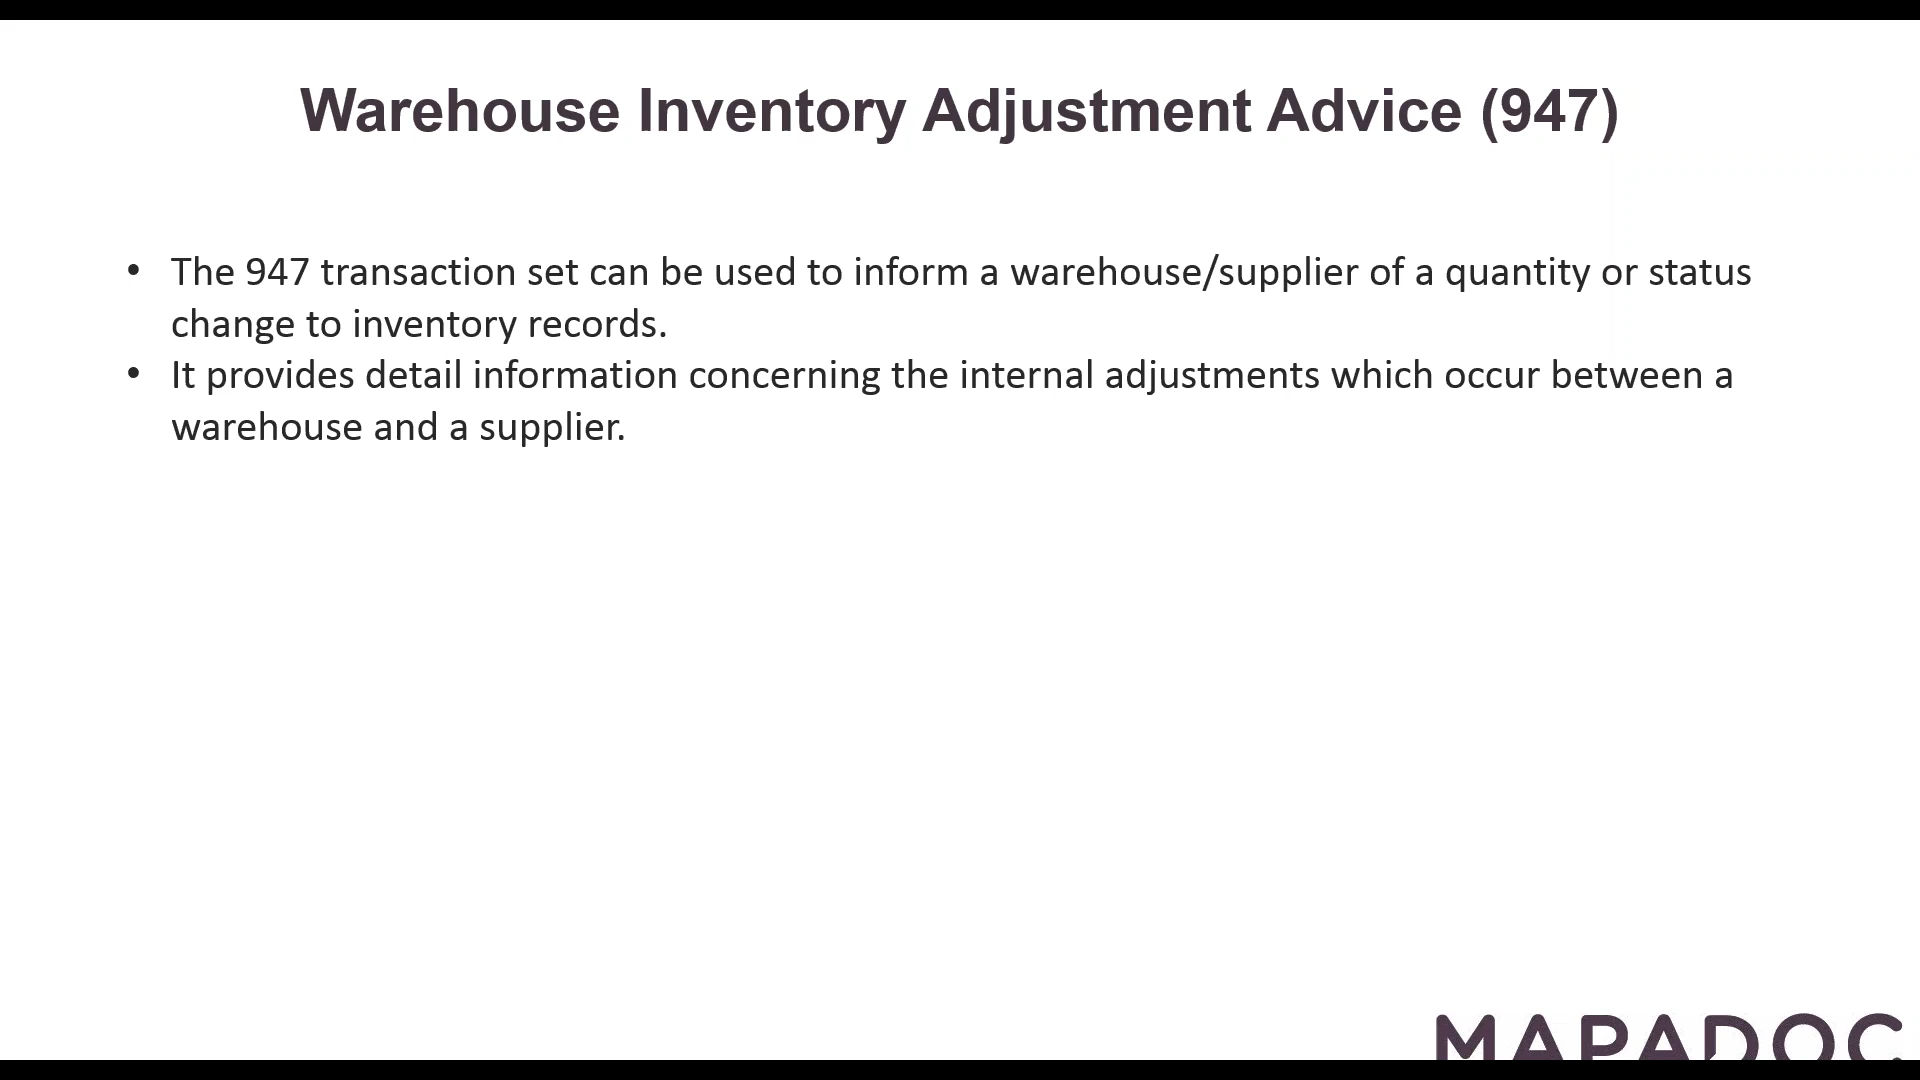 Warehouse Inventory Adjustment Advice (947)
• The 947 transaction set can be used to inform a warehouse/supplier of a quantity or status
change to inventory records.
• It provides detail information concerning the internal adjustments which occur between a
warehouse and a supplier.
MAPADOC